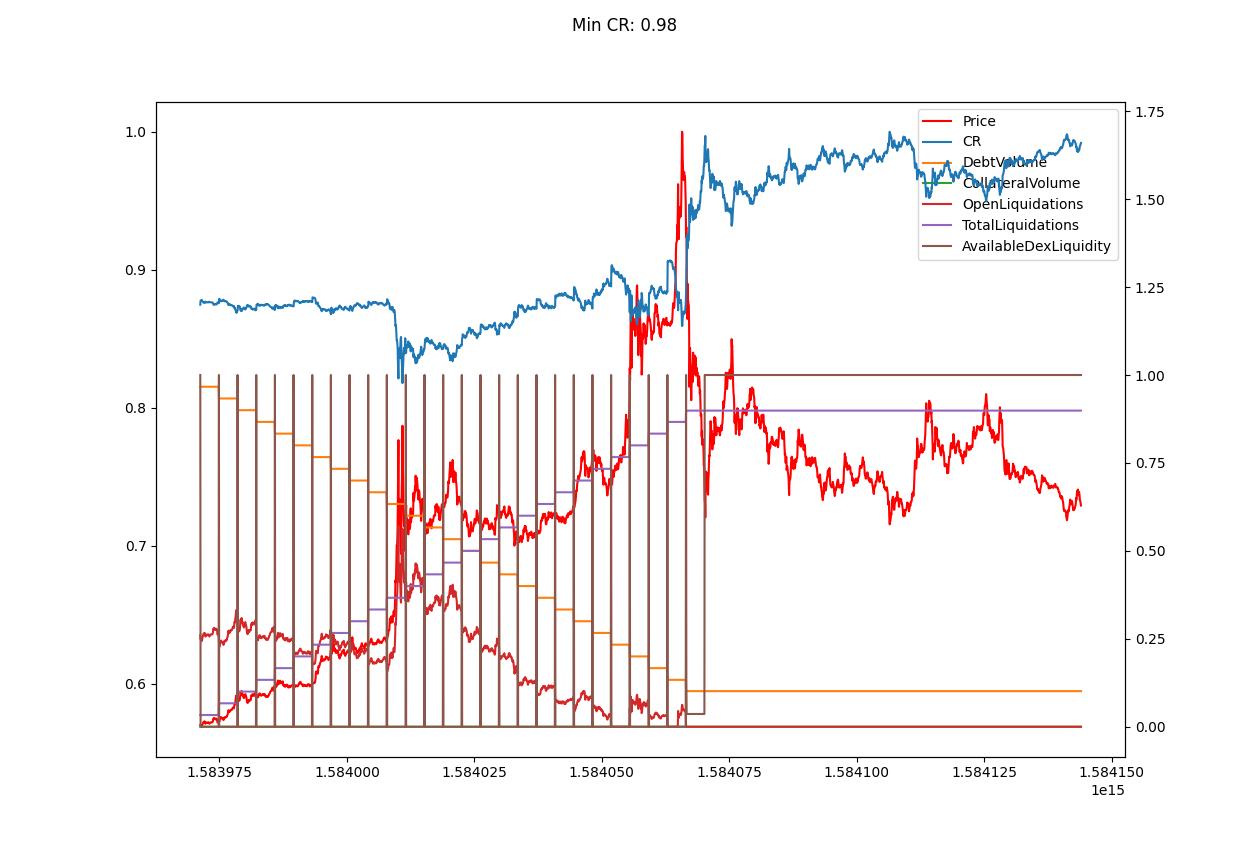 Min CR: 0.98
1.0
0.9
0.8
0.7
0.6
1.75
1.50
1.25
1.00
0.75
0.50
0.25
0.00
Price
CR
DebtVolume
CollateralVolume
OpenLiquidations
TotalLiquidations
AvailableDexLiquidity
1.583975 1.584000 1.584025 1.584050 1.584075 1.584100 1.584125 1.584150
1e15